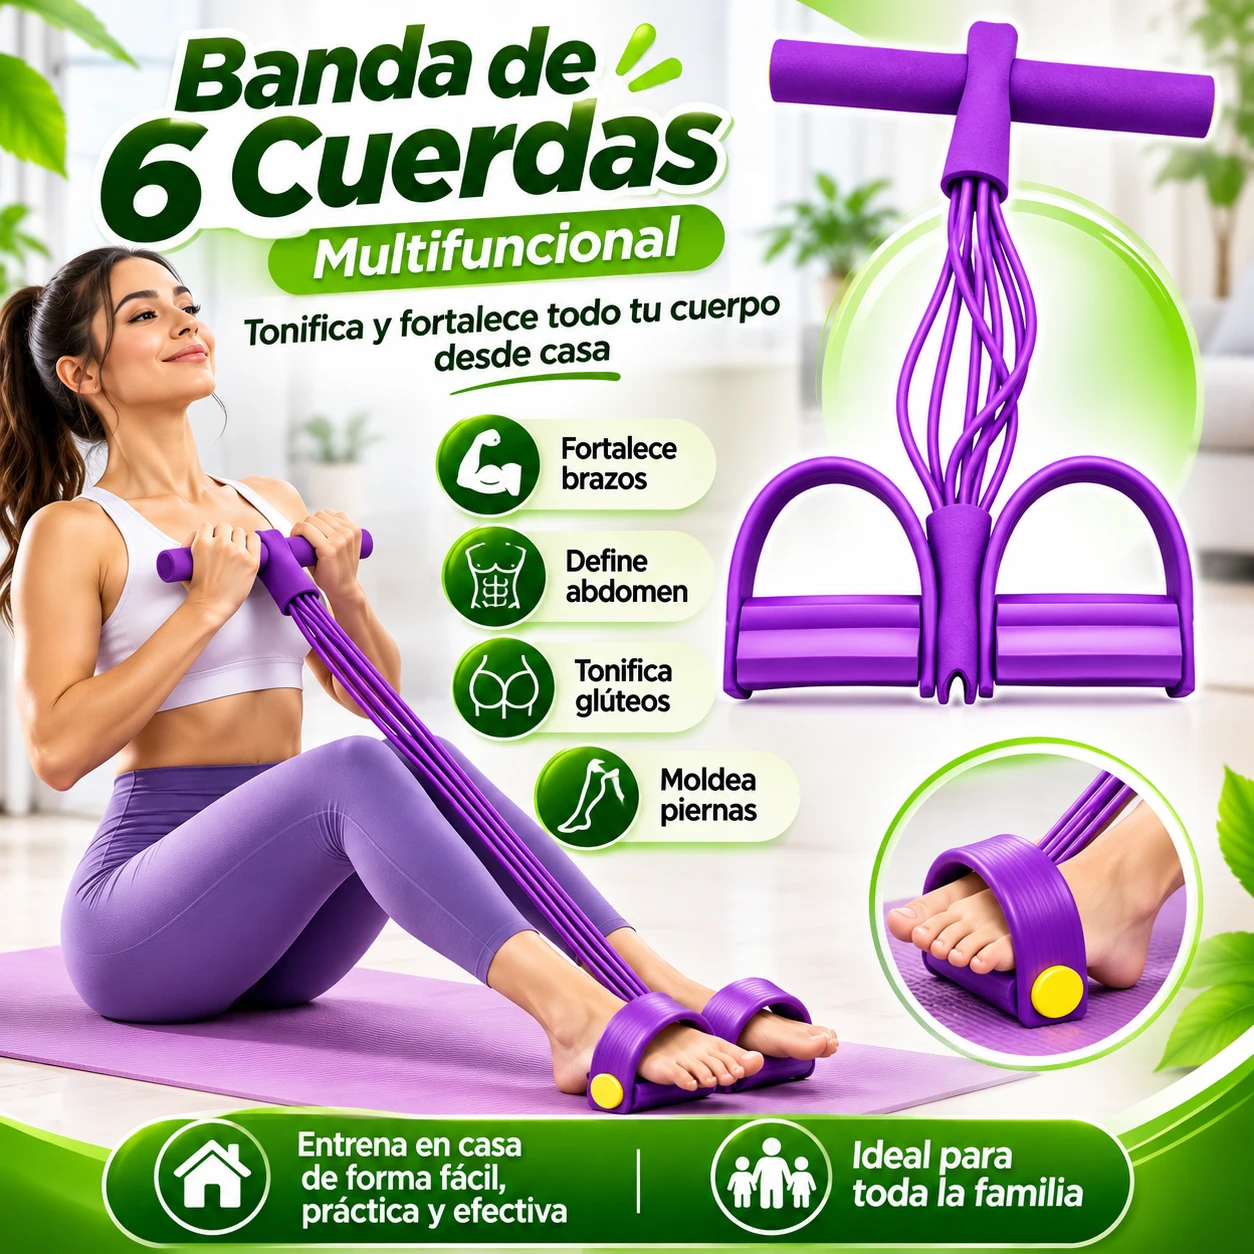 Banda de
6 Cuerdas
Multifuncional
Tonifica y fortalece todo tu cuerpo
desde casa
Fortalece
brazos
Define
abdomen
Tonifica
glúteos
Moldea
piernas
Entrena en casa
de forma fácil,
práctica y efectiva
Ideal para
toda la familia